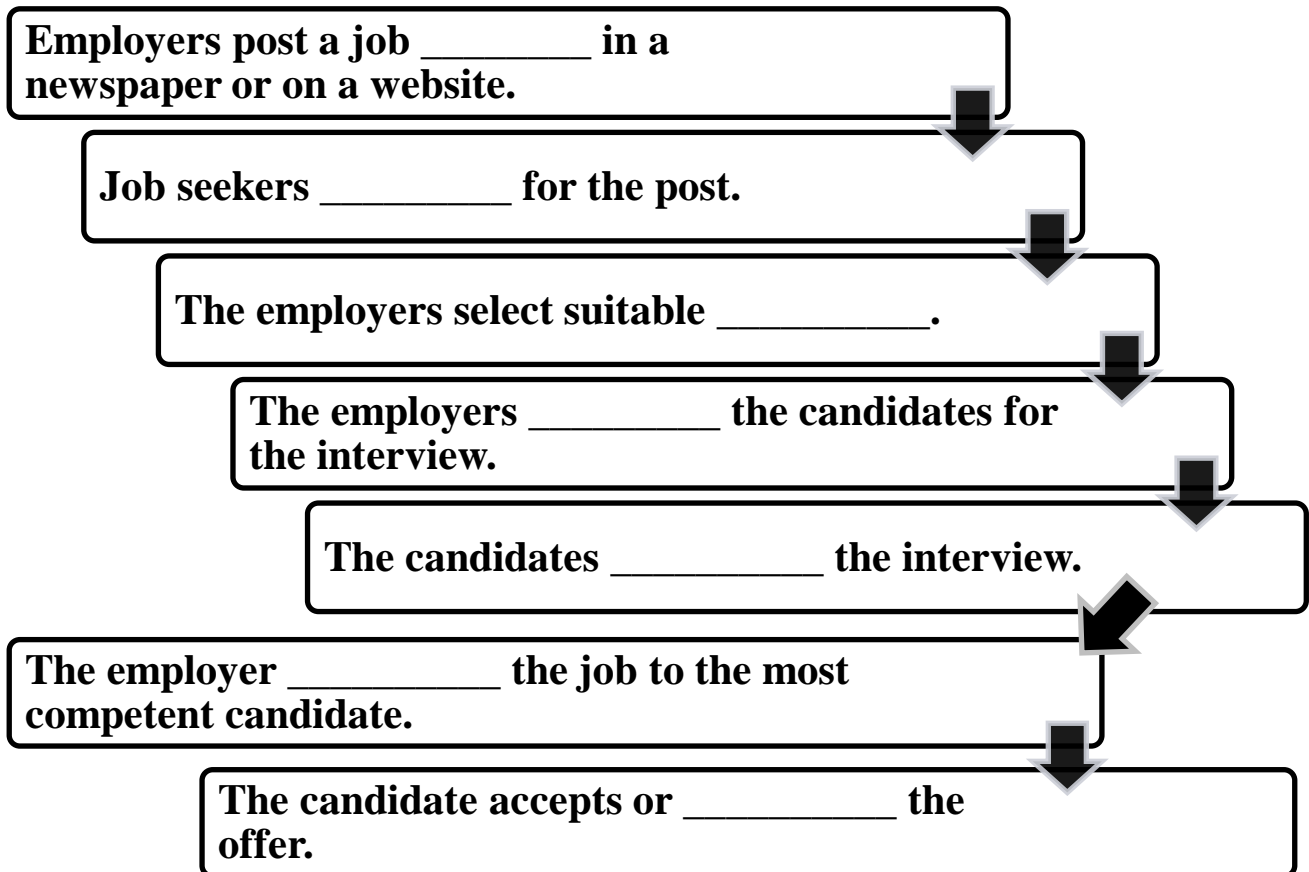 Employers post a job ________ in a
newspaper or on a website.
Job seekers _________ for the post.
The employers select suitable __________.
The employers _________ the candidates for
the interview.
The candidates __________ the interview.
The employer __________ the job to the most
competent candidate.
The candidate accepts or __________ the
offer.